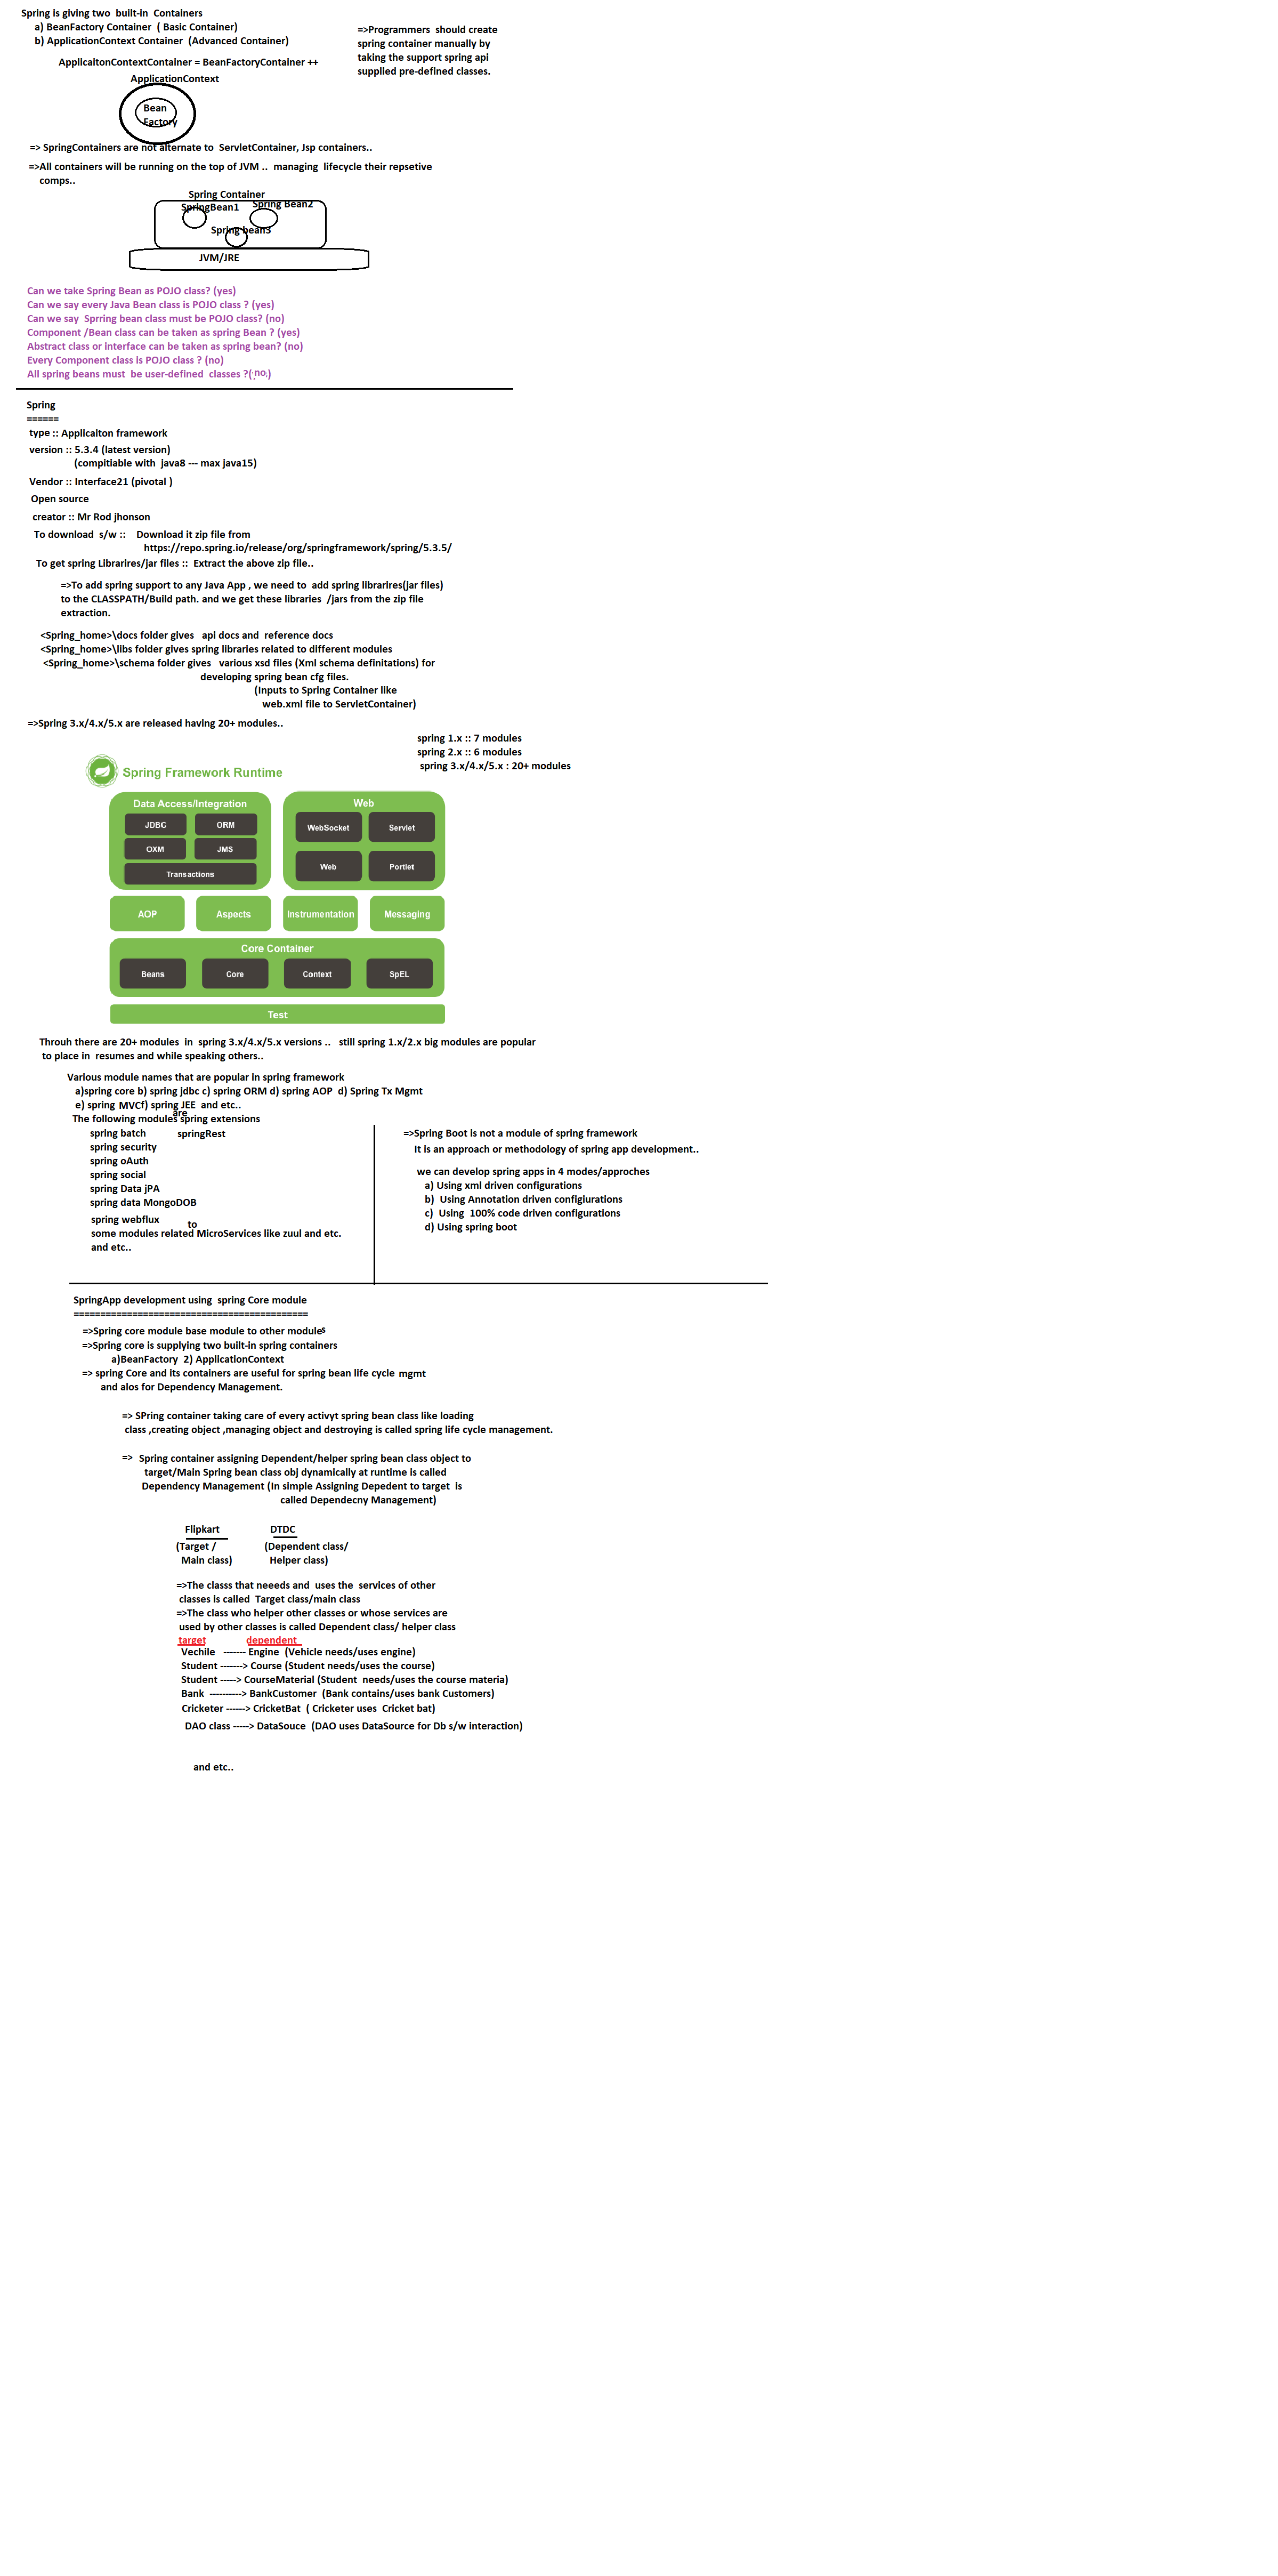 Spring is giving two  built-in  Containers
a) BeanFactory Container  ( Basic Container)
b) ApplicationContext Container  (Advanced Container)
=>Programmers  should create
spring container manually by
taking the support spring api
supplied pre-defined classes.
ApplicaitonContextContainer = BeanFactoryContainer ++
ApplicationContext
Bean
Factory
=> SpringContainers are not alternate to  ServletContainer, Jsp containers..
=>All containers will be running on the top of JVM ..  managing  lifecycle their repsetive
comps..
Spring Container
SpringBean1
Spring Bean2
Spring bean3
JVM/JRE
Can we take Spring Bean as POJO class? (yes)
Can we say every Java Bean class is POJO class ? (yes)
Can we say  Sprring bean class must be POJO class? (no)
Component /Bean class can be taken as spring Bean ? (yes)
Abstract class or interface can be taken as spring bean? (no)
Every Component class is POJO class ? (no)
All spring beans must  be user-defined  classes ?(no)
Spring
======
type :: Applicaiton framework
version :: 5.3.4 (latest version)
(compitiable with  java8 --- max java15)
Vendor :: Interface21 (pivotal )
Open source
creator :: Mr Rod jhonson
To download  s/w ::    Download it zip file from
https://repo.spring.io/release/org/springframework/spring/5.3.5/
To get spring Librarires/jar files ::  Extract the above zip file..
=>To add spring support to any Java App , we need to  add spring librarires(jar files)
to the CLASSPATH/Build path. and we get these libraries  /jars from the zip file
extraction.
<Spring_home>\docs folder gives   api docs and  reference docs
<Spring_home>\libs folder gives spring libraries related to different modules
<Spring_home>\schema folder gives   various xsd files (Xml schema definitations) for
developing spring bean cfg files.
(Inputs to Spring Container like
web.xml file to ServletContainer)
=>Spring 3.x/4.x/5.x are released having 20+ modules..
spring 1.x :: 7 modules
spring 2.x :: 6 modules
spring 3.x/4.x/5.x : 20+ modules
Spring Framework Runtime
Data Access/Integration
Web
JDBC
ORM
WebSocket
Servlet
OXM
JMS
Web
Portlet
Transactions
AOP
Aspects
Instrumentation
Messaging
Core Container
Beans
Core
Context
SpEL
Test
Throuh there are 20+ modules  in  spring 3.x/4.x/5.x versions ..   still spring 1.x/2.x big modules are popular
to place in  resumes and while speaking others..
Various module names that are popular in spring framework
a)spring core b) spring jdbc c) spring ORM d) spring AOP  d) Spring Tx Mgmt
e) spring  MVCf) spring JEE  and etc..
are
The following modules spring extensions
spring batch
springRest
spring security
spring oAuth
spring social
spring Data jPA
spring data MongoDOB
spring webflux
to
some modules related MicroServices like zuul and etc.
and etc..
=>Spring Boot is not a module of spring framework
It is an approach or methodology of spring app development..
we can develop spring apps in 4 modes/approches
a) Using xml driven configurations
b)  Using Annotation driven configiurations
c)  Using  100% code driven configurations
d) Using spring boot
SpringApp development using  spring Core module
=============================================
=>Spring core module base module to other modules
=>Spring core is supplying two built-in spring containers
a)BeanFactory  2) ApplicationContext
=> spring Core and its containers are useful for spring bean life cycle mgmt
and alos for Dependency Management.
=> SPring container taking care of every activyt spring bean class like loading
class ,creating object ,managing object and destroying is called spring life cycle management.
=>  Spring container assigning Dependent/helper spring bean class object to
target/Main Spring bean class obj dynamically at runtime is called
Dependency Management (In simple Assigning Depedent to target  is
called Dependecny Management)
Flipkart
DTDC
(Target /
Main class)
(Dependent class/
Helper class)
=>The classs that neeeds and  uses the  services of other
classes is called  Target class/main class
=>The class who helper other classes or whose services are
used by other classes is called Dependent class/ helper class
target
dependent
Vechile   ------- Engine  (Vehicle needs/uses engine)
Student -------> Course (Student needs/uses the course)
Student -----> CourseMaterial (Student  needs/uses the course materia)
Bank  ----------> BankCustomer  (Bank contains/uses bank Customers)
Cricketer ------> CricketBat  ( Cricketer uses  Cricket bat)
DAO class -----> DataSouce  (DAO uses DataSource for Db s/w interaction)
and etc..